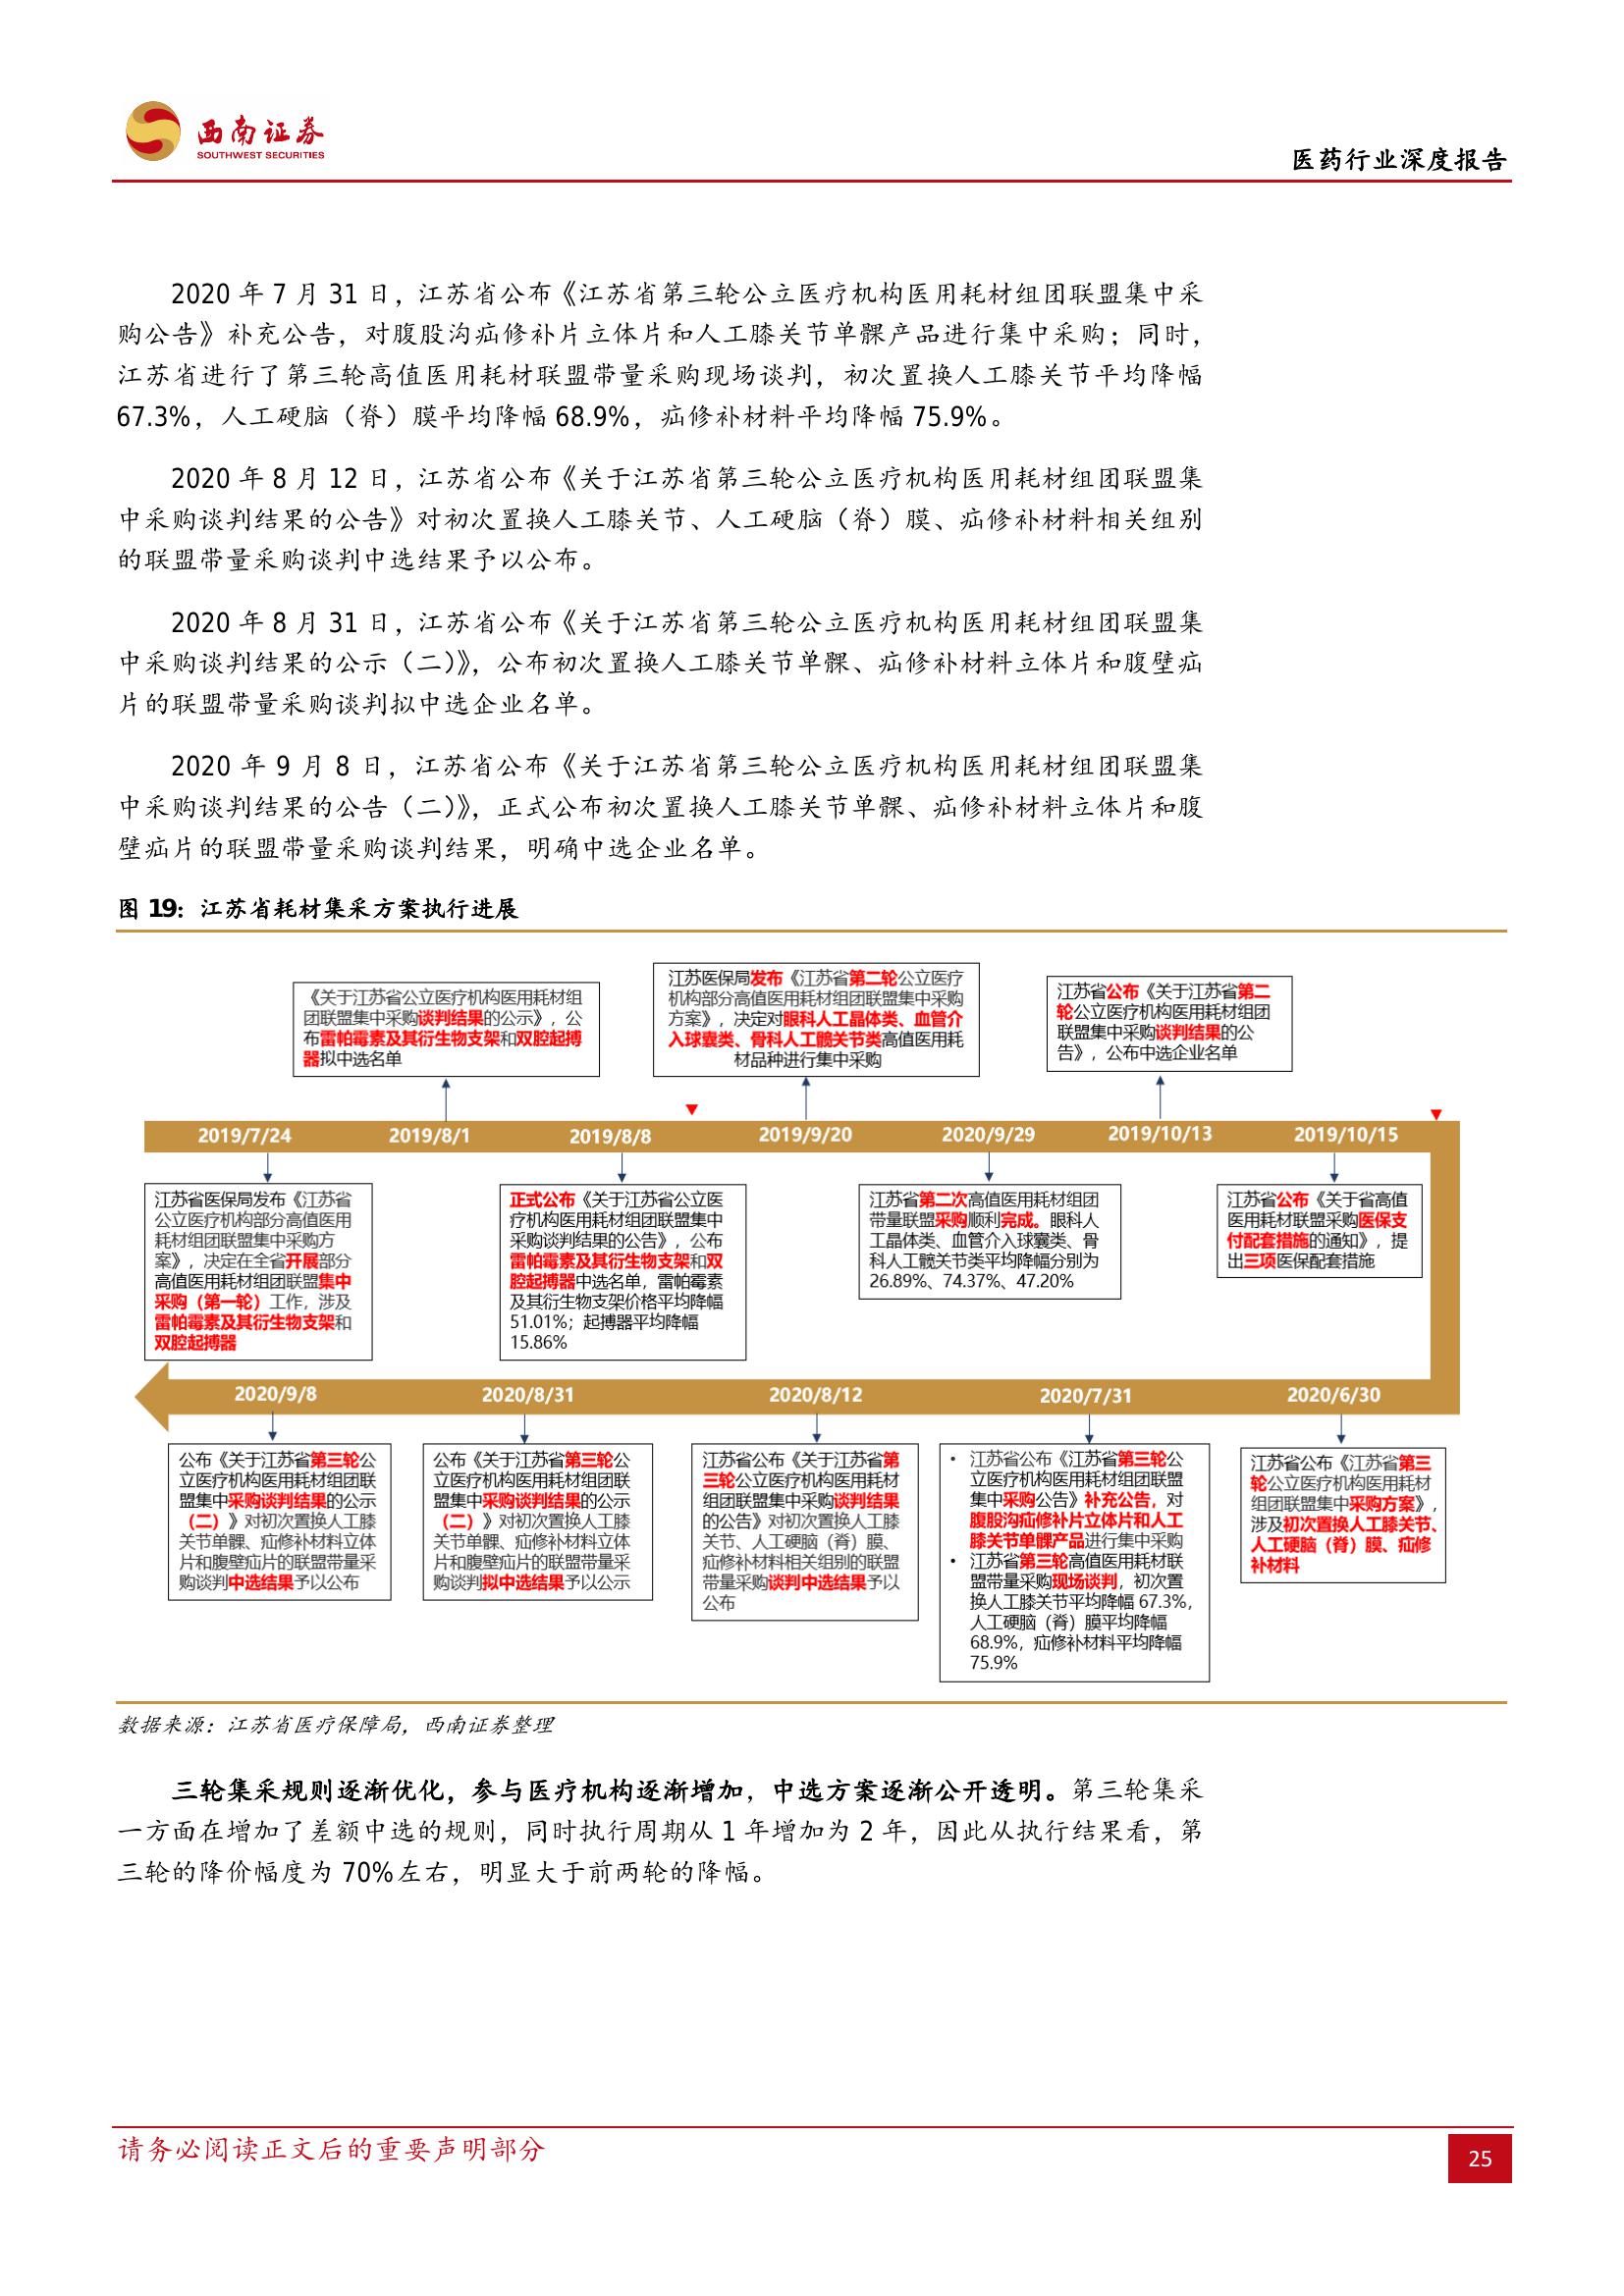 西南证券
SOUTHWEST SECURITIES
医药行业深度报告
2020 年 7 月 31 日，江苏省公布《江苏省第三轮公立医疗机构医用耗材组团联盟集中采
购公告》补充公告，对腹股沟疝修补片立体片和人工膝关节单髁产品进行集中采购；同时，
江苏省进行了第三轮高值医用耗材联盟带量采购现场谈判，初次置换人工膝关节平均降幅
67.3%，人工硬脑（脊）膜平均降幅 68.9%，疝修补材料平均降幅 75.9%。
2020 年 8 月 12 日，江苏省公布《关于江苏省第三轮公立医疗机构医用耗材组团联盟集
中采购谈判结果的公告》对初次置换人工膝关节、人工硬脑（脊）膜、疝修补材料相关组别
的联盟带量采购谈判中选结果予以公布。
2020 年 8 月 31 日，江苏省公布《关于江苏省第三轮公立医疗机构医用耗材组团联盟集
中采购谈判结果的公示（二）》，公布初次置换人工膝关节单髁、疝修补材料立体片和腹壁疝
片的联盟带量采购谈判拟中选企业名单。
2020 年 9 月 8 日，江苏省公布《关于江苏省第三轮公立医疗机构医用耗材组团联盟集
中采购谈判结果的公告（二）》，正式公布初次置换人工膝关节单髁、疝修补材料立体片和腹
壁疝片的联盟带量采购谈判结果，明确中选企业名单。
图 19：江苏省耗材集采方案执行进展
《关于江苏省公立医疗机构医用耗材组
团联盟集中采购谈判结果的公示》，公
布雷帕霉素及其衍生物支架和双腔起搏
器拟中选名单
江苏医保局发布《江苏省第二轮公立医疗
机构部分高值医用耗材组团联盟集中采购
方案》，决定对眼科人工晶体类、血管介
入球囊类、骨科人工髋关节类高值医用耗
材品种进行集中采购
江苏省公布《关于江苏省第二
轮公立医疗机构医用耗材组团
联盟集中采购谈判结果的公
告》，公布中选企业名单
2019/7/24
2019/8/1
2019/8/8
2019/9/20
2020/9/29
2019/10/13
2019/10/15
江苏省医保局发布《江苏省
公立医疗机构部分高值医用
耗材组团联盟集中采购方
案》，决定在全省开展部分
高值医用耗材组团联盟集中
采购（第一轮）工作，涉及
雷帕霉素及其衍生物支架和
双腔起搏器
正式公布《关于江苏省公立医
疗机构医用耗材组团联盟集中
采购谈判结果的公告》，公布
雷帕霉素及其衍生物支架和双
腔起搏器中选名单，雷帕霉素
及其衍生物支架价格平均降幅
51.01%；起搏器平均降幅
15.86%
江苏省第二次高值医用耗材组团
带量联盟采购顺利完成。眼科人
工晶体类、血管介入球囊类、骨
科人工髋关节类平均降幅分别为
26.89%、74.37%、47.20%
江苏省公布《关于省高值
医用耗材联盟采购医保支
付配套措施的通知》，提
出三项医保配套措施
2020/9/8
2020/8/31
2020/8/12
2020/7/31
2020/6/30
公布《关于江苏省第三轮公
立医疗机构医用耗材组团联
盟集中采购谈判结果的公示
（二）》对初次置换人工膝
关节单髁、疝修补材料立体
片和腹壁疝片的联盟带量采
购谈判中选结果予以公布
公布《关于江苏省第三轮公
立医疗机构医用耗材组团联
盟集中采购谈判结果的公示
（二）》对初次置换人工膝
关节单髁、疝修补材料立体
片和腹壁疝片的联盟带量采
购谈判拟中选结果予以公示
江苏省公布《关于江苏省第
三轮公立医疗机构医用耗材
组团联盟集中采购谈判结果
的公告》对初次置换人工膝
关节、人工硬脑（脊）膜、
疝修补材料相关组别的联盟
带量采购谈判中选结果予以
公布
• 江苏省公布《江苏省第三轮公
立医疗机构医用耗材组团联盟
集中采购公告》补充公告，对
腹股沟疝修补片立体片和人工
膝关节单髁产品进行集中采购
• 江苏省第三轮高值医用耗材联
盟带量采购现场谈判，初次置
换人工膝关节平均降幅 67.3%，
人工硬脑（脊）膜平均降幅
68.9%，疝修补材料平均降幅
75.9%
江苏省公布《江苏省第三
轮公立医疗机构医用耗材
组团联盟集中采购方案》，
涉及初次置换人工膝关节、
人工硬脑（脊）膜、疝修
补材料
数据来源：江苏省医疗保障局，西南证券整理
三轮集采规则逐渐优化，参与医疗机构逐渐增加，中选方案逐渐公开透明。第三轮集采
一方面在增加了差额中选的规则，同时执行周期从 1 年增加为 2 年，因此从执行结果看，第
三轮的降价幅度为 70%左右，明显大于前两轮的降幅。
请务必阅读正文后的重要声明部分
25